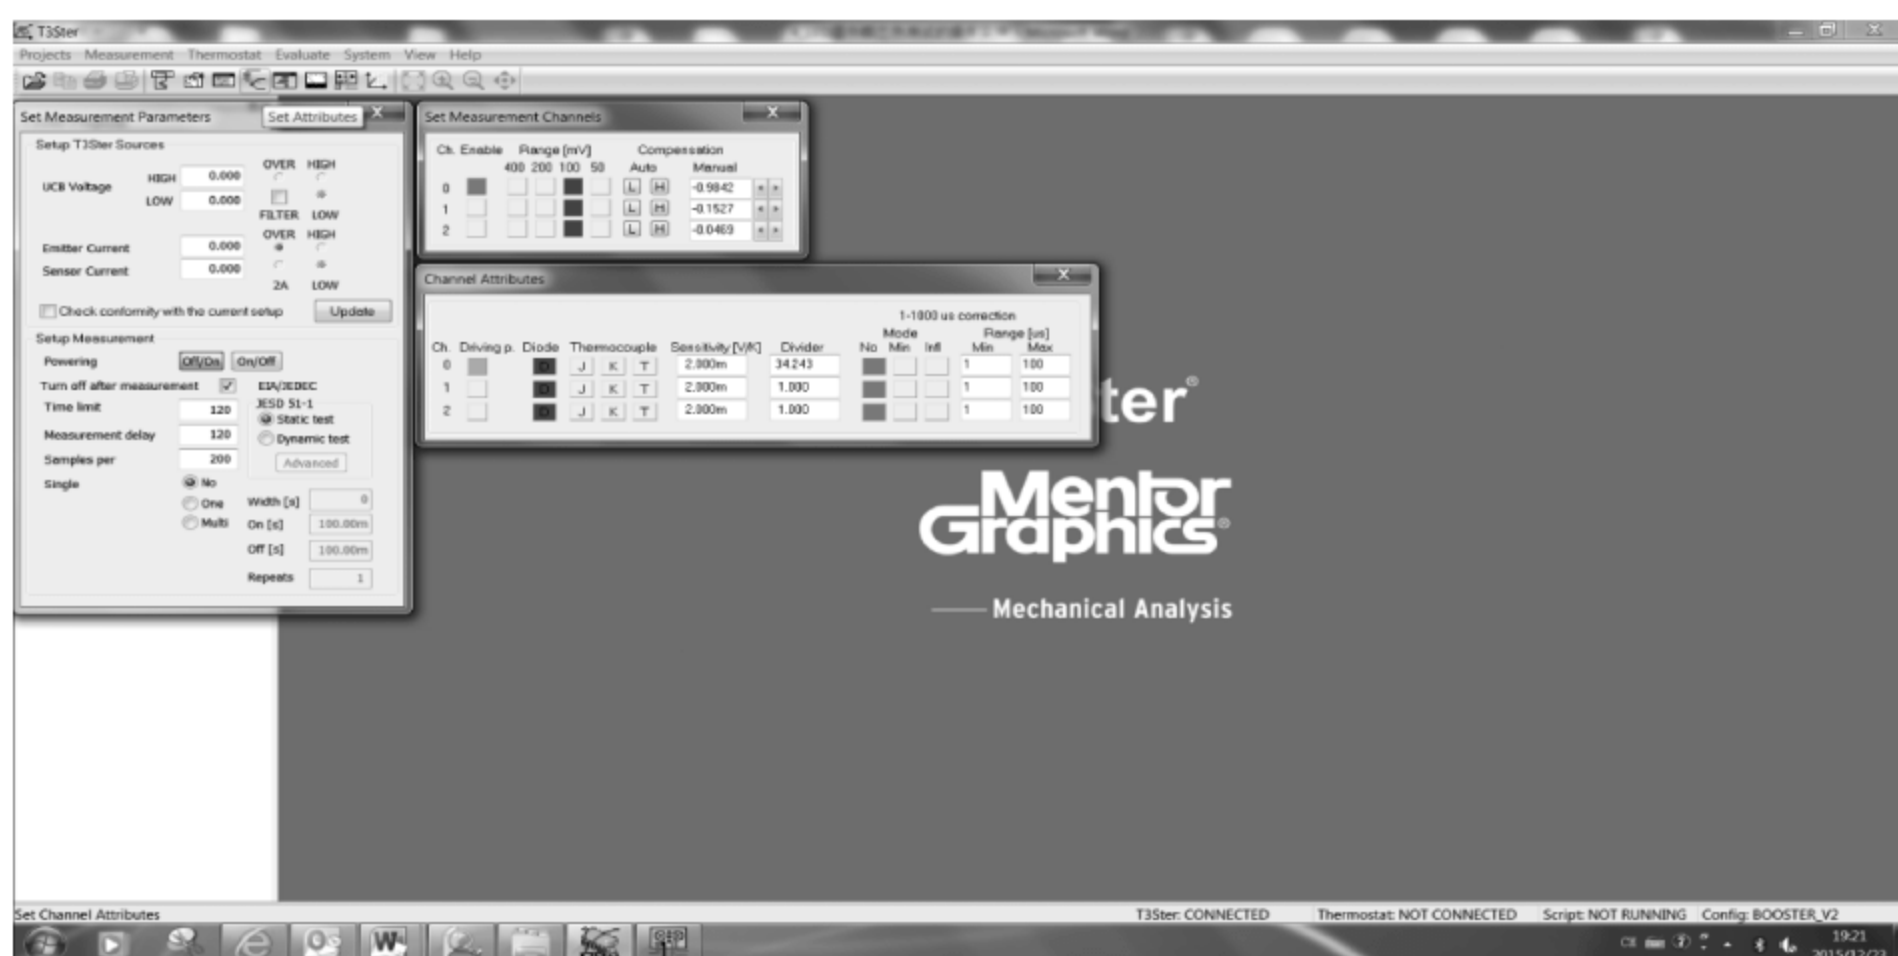 T3Ster
Projects Measurement Thermostat Evaluate System View Help
Set Measurement Parameters
Set Attributes
Setup T3Ster Sources
OVER HIGH
UCB Voltage HIGH 0.000
LOW 0.000
FILTER LOW
OVER HIGH
Emitter Current 0.000
Sensor Current 0.000
2A LOW
Check conformity with the current setup Update
Setup Measurement
Powering Off/On On/Off
Turn off after measurement EIA/JEDEC
JESD 51-1
Time limit 120 Static test
Measurement delay 120 Dynamic test
Samples per 200 Advanced
Single No
One Width [s] 0
Multi On [s] 100.00m
Off [s] 100.00m
Repeats 1
Set Measurement Channels
Ch. Enable Range [mV] Compensation
400 200 100 50 Auto Manual
0 L H -0.9842
1 L H -0.1527
2 L H -0.0469
Channel Attributes
1-1000 us correction
Mode Range [us]
Ch. Driving p. Diode Thermocouple Sensitivity [V/K] Divider No Min Infl Min Max
0 D J K T 2.000m 34.243 1 100
1 D J K T 2.000m 1.000 1 100
2 D J K T 2.000m 1.000 1 100
ter®
Mentor
Graphics®
Mechanical Analysis
Set Channel Attributes T3Ster: CONNECTED Thermostat: NOT CONNECTED Script: NOT RUNNING Config: BOOSTER_V2
19:21
2015/12/23